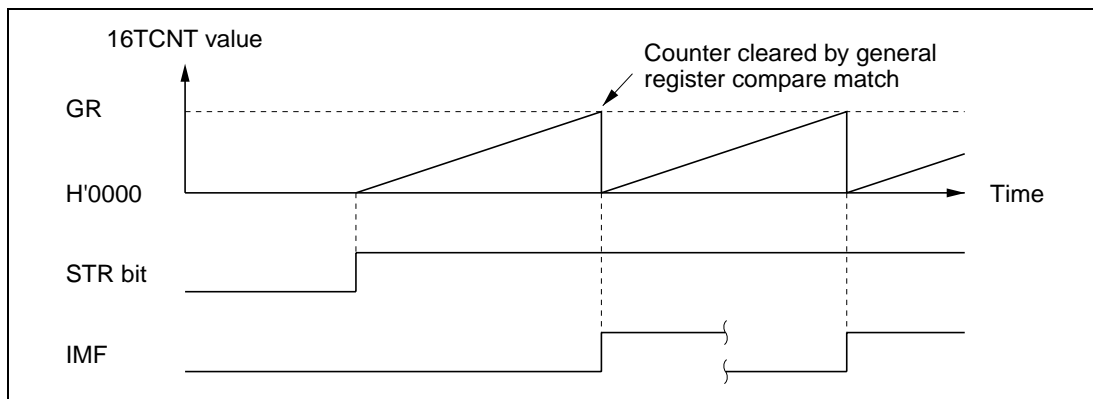 16TCNT value
Counter cleared by general
register compare match
GR
H'0000
Time
STR bit
IMF